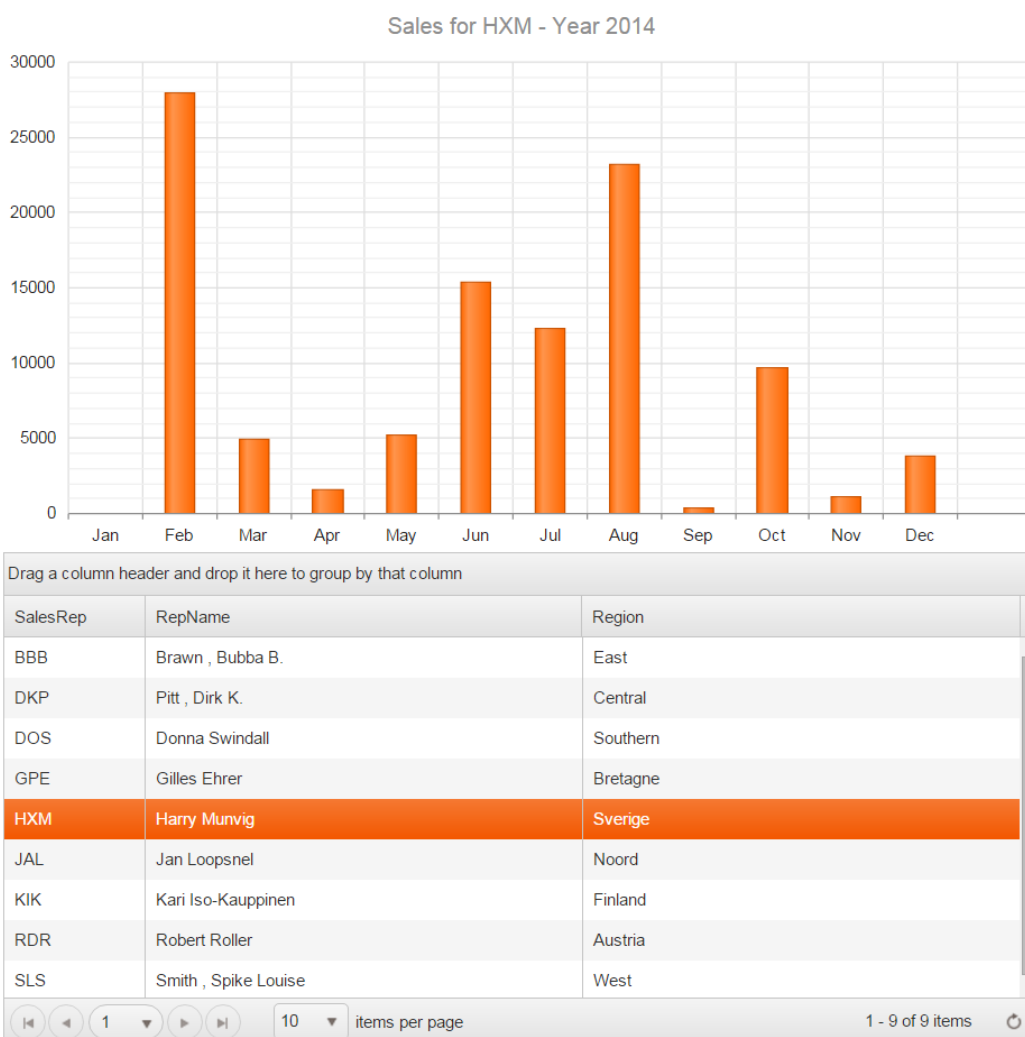 Sales for HXM - Year 2014
30000
25000
20000
15000
10000
5000
0
Jan Feb Mar Apr May Jun Jul Aug Sep Oct Nov Dec
Drag a column header and drop it here to group by that column
SalesRep RepName Region
BBB Brawn , Bubba B. East
DKP Pitt , Dirk K. Central
DOS Donna Swindall Southern
GPE Gilles Ehrer Bretagne
HXM Harry Munvig Sverige
JAL Jan Loopsnel Noord
KIK Kari Iso-Kauppinen Finland
RDR Robert Roller Austria
SLS Smith , Spike Louise West
1 10 items per page 1 - 9 of 9 items